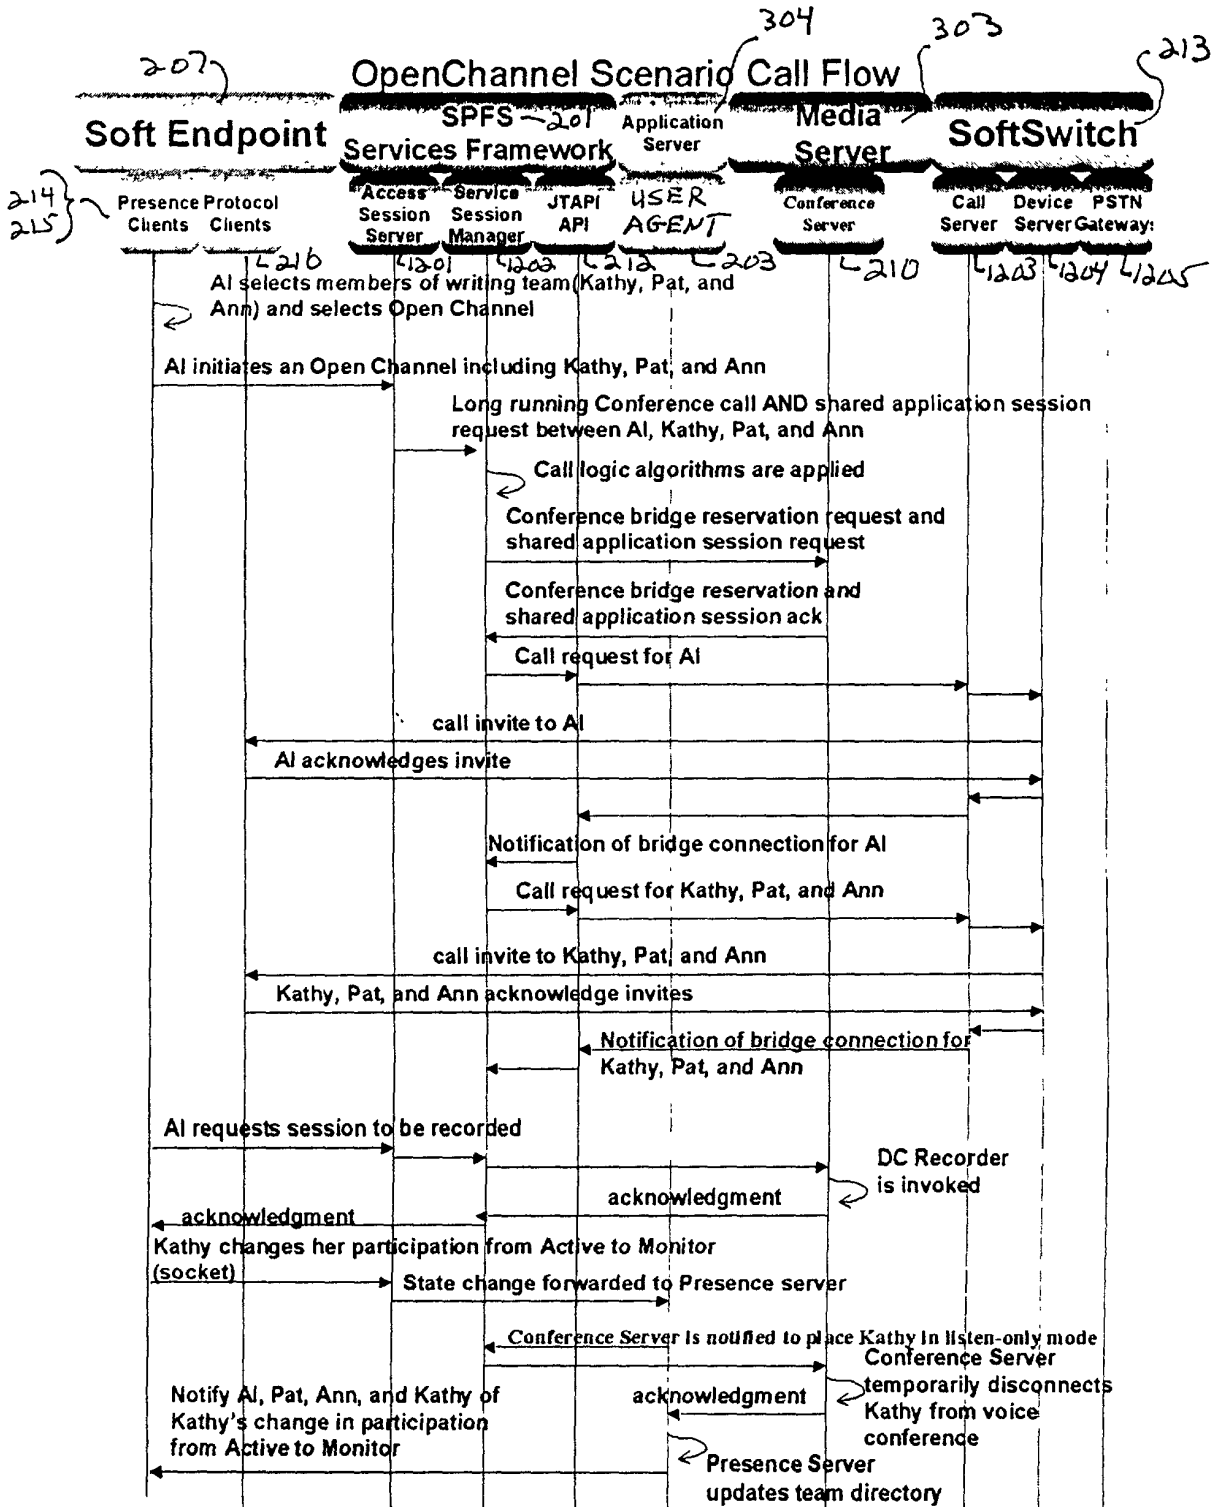 304
303
207
213
OpenChannel Scenario Call Flow
Soft Endpoint
SPFS 201
Services Framework
Application
Server
Media
Server
SoftSwitch
214
215
Presence
Clients
Protocol
Clients
Access
Session
Server
Service
Session
Manager
JTAPI
API
USER
AGENT
Conference
Server
Call
Server
Device
Server
PSTN
Gateways
216
1201
1202
212
203
210
1203
1204
1205
Al selects members of writing team(Kathy, Pat, and
Ann) and selects Open Channel
Al initiates an Open Channel including Kathy, Pat, and Ann
Long running Conference call AND shared application session
request between Al, Kathy, Pat, and Ann
Call logic algorithms are applied
Conference bridge reservation request and
shared application session request
Conference bridge reservation and
shared application session ack
Call request for Al
call invite to Al
Al acknowledges invite
Notification of bridge connection for Al
Call request for Kathy, Pat, and Ann
call invite to Kathy, Pat, and Ann
Kathy, Pat, and Ann acknowledge invites
Notification of bridge connection for
Kathy, Pat, and Ann
Al requests session to be recorded
DC Recorder
is invoked
acknowledgment
acknowledgment
Kathy changes her participation from Active to Monitor
(socket)
State change forwarded to Presence server
Conference Server is notified to place Kathy in listen-only mode
Conference Server
temporarily disconnects
Kathy from voice
conference
Notify Al, Pat, Ann, and Kathy of
Kathy's change in participation
from Active to Monitor
acknowledgment
Presence Server
updates team directory